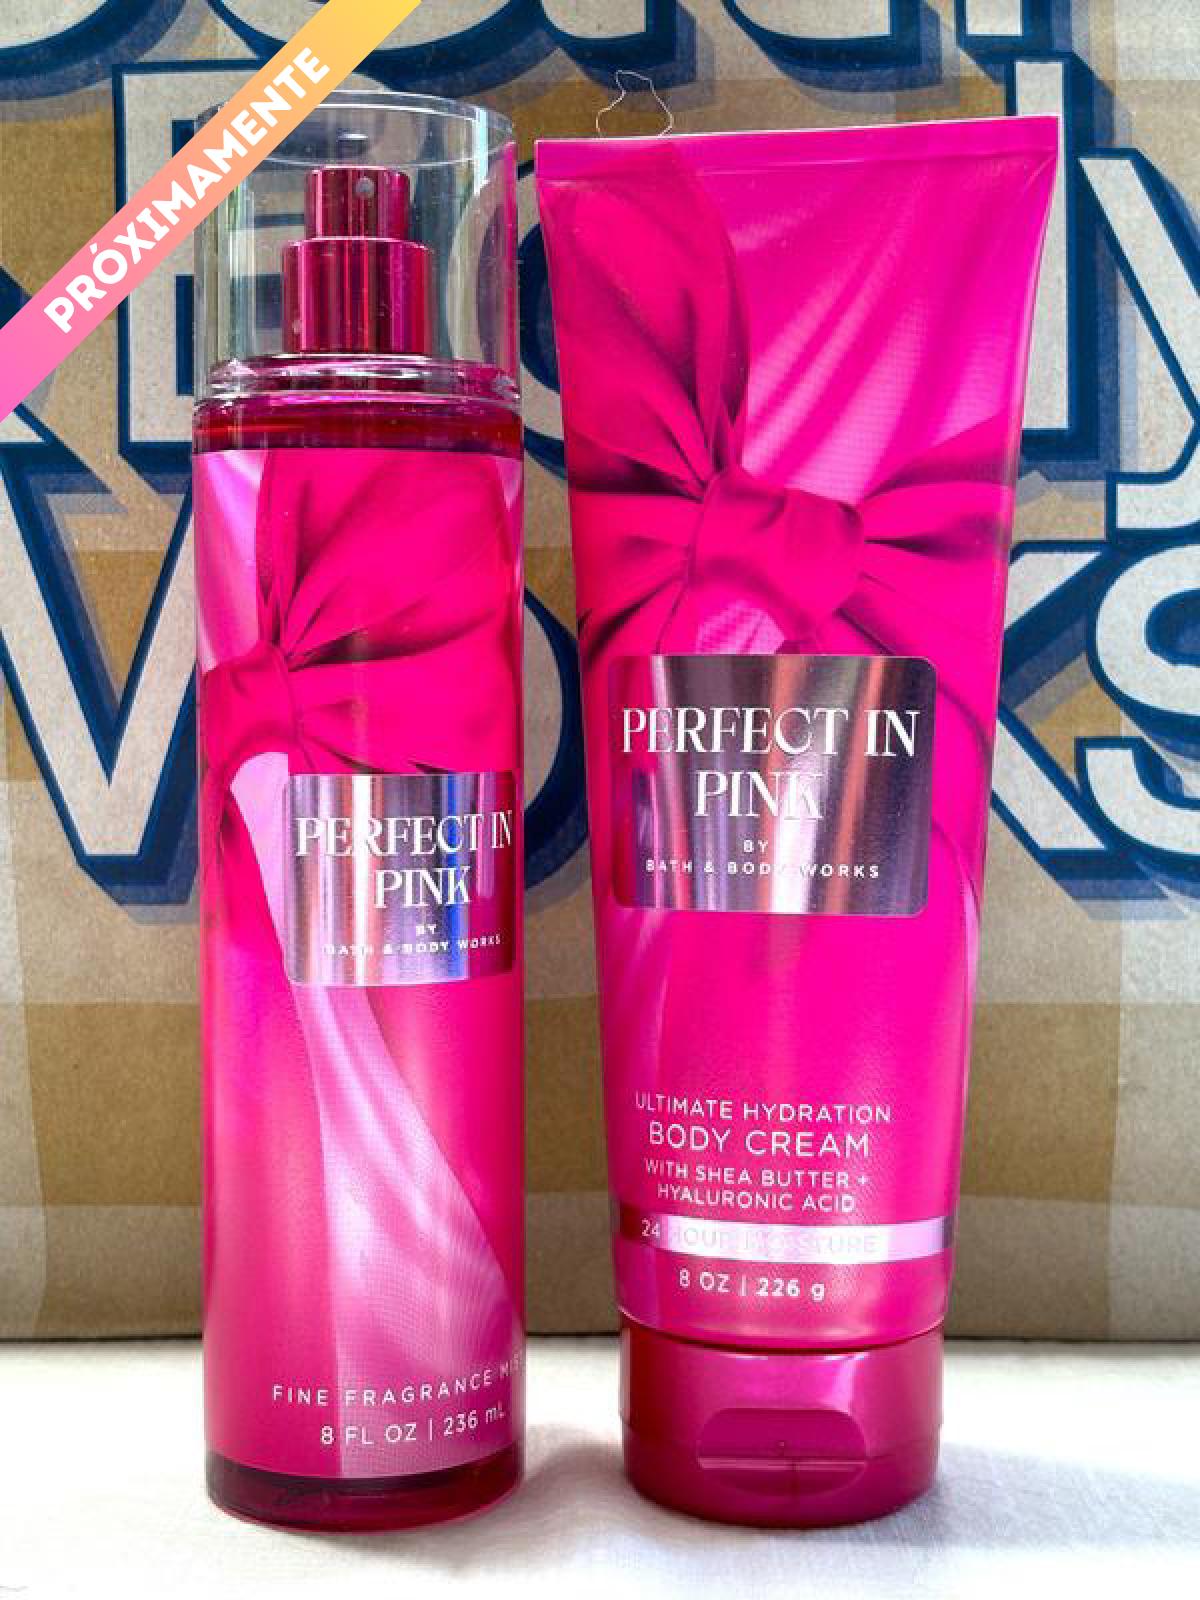 PRÓXIMAMENTE
Body
Works
PERFECT IN
PINK
BY
BATH & BODY WORKS
FINE FRAGRANCE MIST
8 FL OZ | 236 mL
PERFECT IN
PINK
BY
BATH & BODY WORKS
ULTIMATE HYDRATION
BODY CREAM
WITH SHEA BUTTER +
HYALURONIC ACID
24 HOUR MOISTURE
8 OZ | 226 g